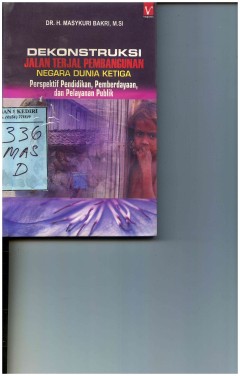 DR. H. MASYKURI BAKRI, M.SI
DEKONSTRUKSI
JALAN TERJAL PEMBANGUNAN
NEGARA DUNIA KETIGA
Perspektif Pendidikan, Pemberdayaan,
dan Pelayanan Publik
KEDIRI
336
MAS
D